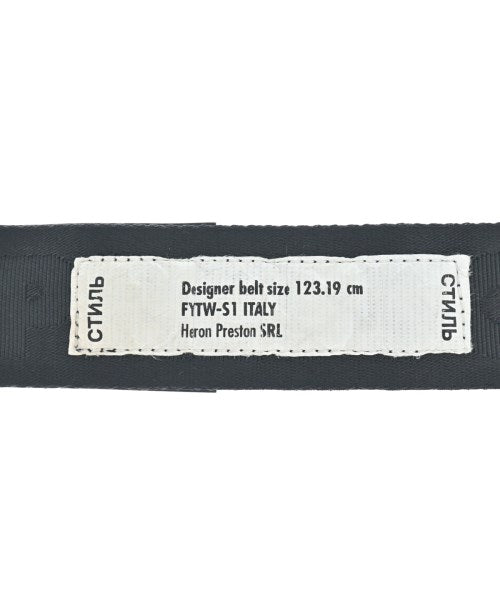 СТИЛЬ
Designer belt size 123.19 cm
FYTW-S1 ITALY
Heron Preston SRL
СТИЛЬ